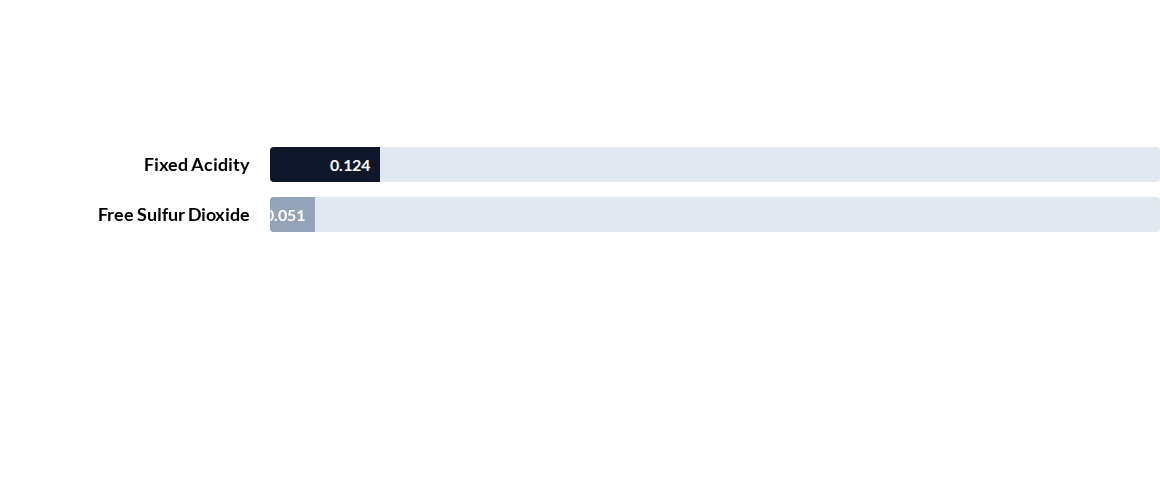 Fixed Acidity 0.124
Free Sulfur Dioxide 0.051